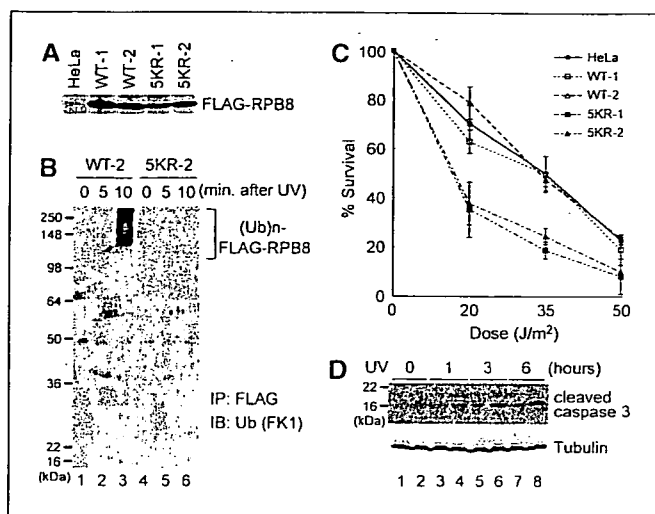 A
HeLa
WT-1
WT-2
5KR-1
5KR-2
FLAG-RPB8
B
WT-2 5KR-2
0 5 10 0 5 10 (min. after UV)
250
148
98
64
50
36
22
16
(kDa)
(Ub)n-
FLAG-RPB8
IP: FLAG
IB: Ub (FK1)
1 2 3 4 5 6
C
% Survival
100
80
60
40
20
0
0 20 35 50
Dose (J/m²)
HeLa
WT-1
WT-2
5KR-1
5KR-2
D
UV 0 1 3 6 (hours)
22
16
(kDa)
cleaved
caspase 3
Tubulin
1 2 3 4 5 6 7 8